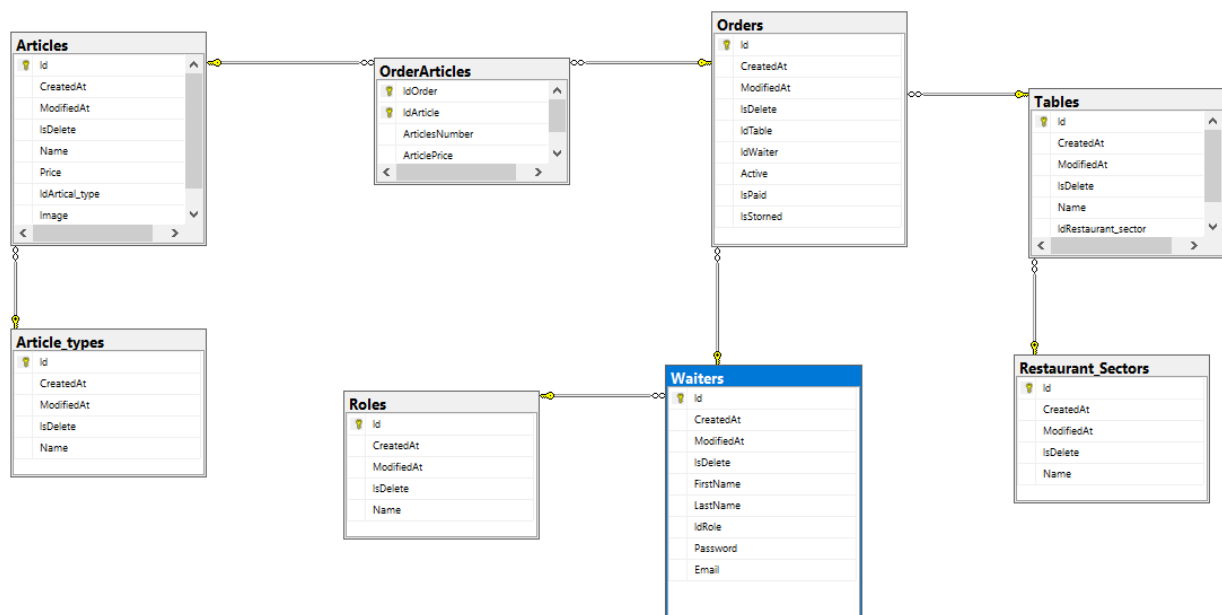 Articles
Id
CreatedAt
ModifiedAt
IsDelete
Name
Price
IdArtical_type
Image
OrderArticles
IdOrder
IdArticle
ArticlesNumber
ArticlePrice
Orders
Id
CreatedAt
ModifiedAt
IsDelete
IdTable
IdWaiter
Active
IsPaid
IsStorned
Tables
Id
CreatedAt
ModifiedAt
IsDelete
Name
IdRestaurant_sector
Article_types
Id
CreatedAt
ModifiedAt
IsDelete
Name
Roles
Id
CreatedAt
ModifiedAt
IsDelete
Name
Waiters
Id
CreatedAt
ModifiedAt
IsDelete
FirstName
LastName
IdRole
Password
Email
Restaurant_Sectors
Id
CreatedAt
ModifiedAt
IsDelete
Name